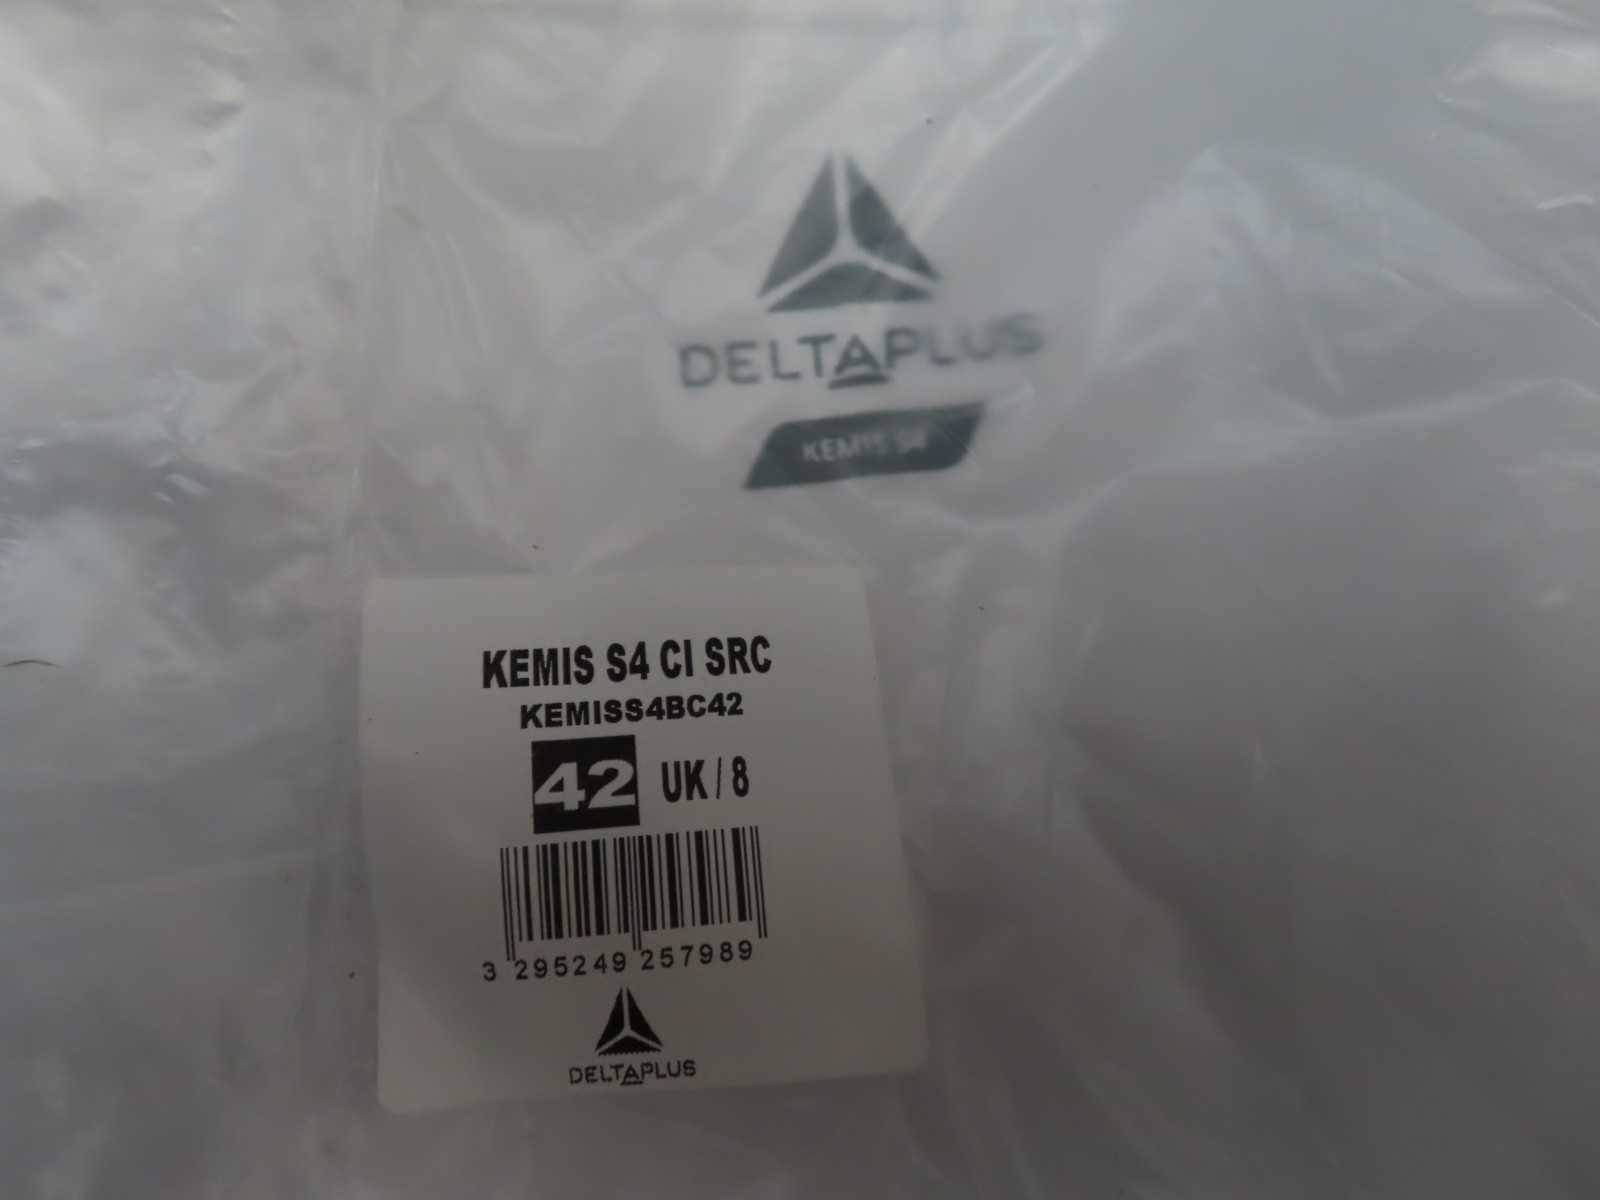 DELTAPLUS
KEMIS S4
KEMIS S4 CI SRC
KEMISS4BC42
42 UK / 8
3 295249 257989
DELTAPLUS